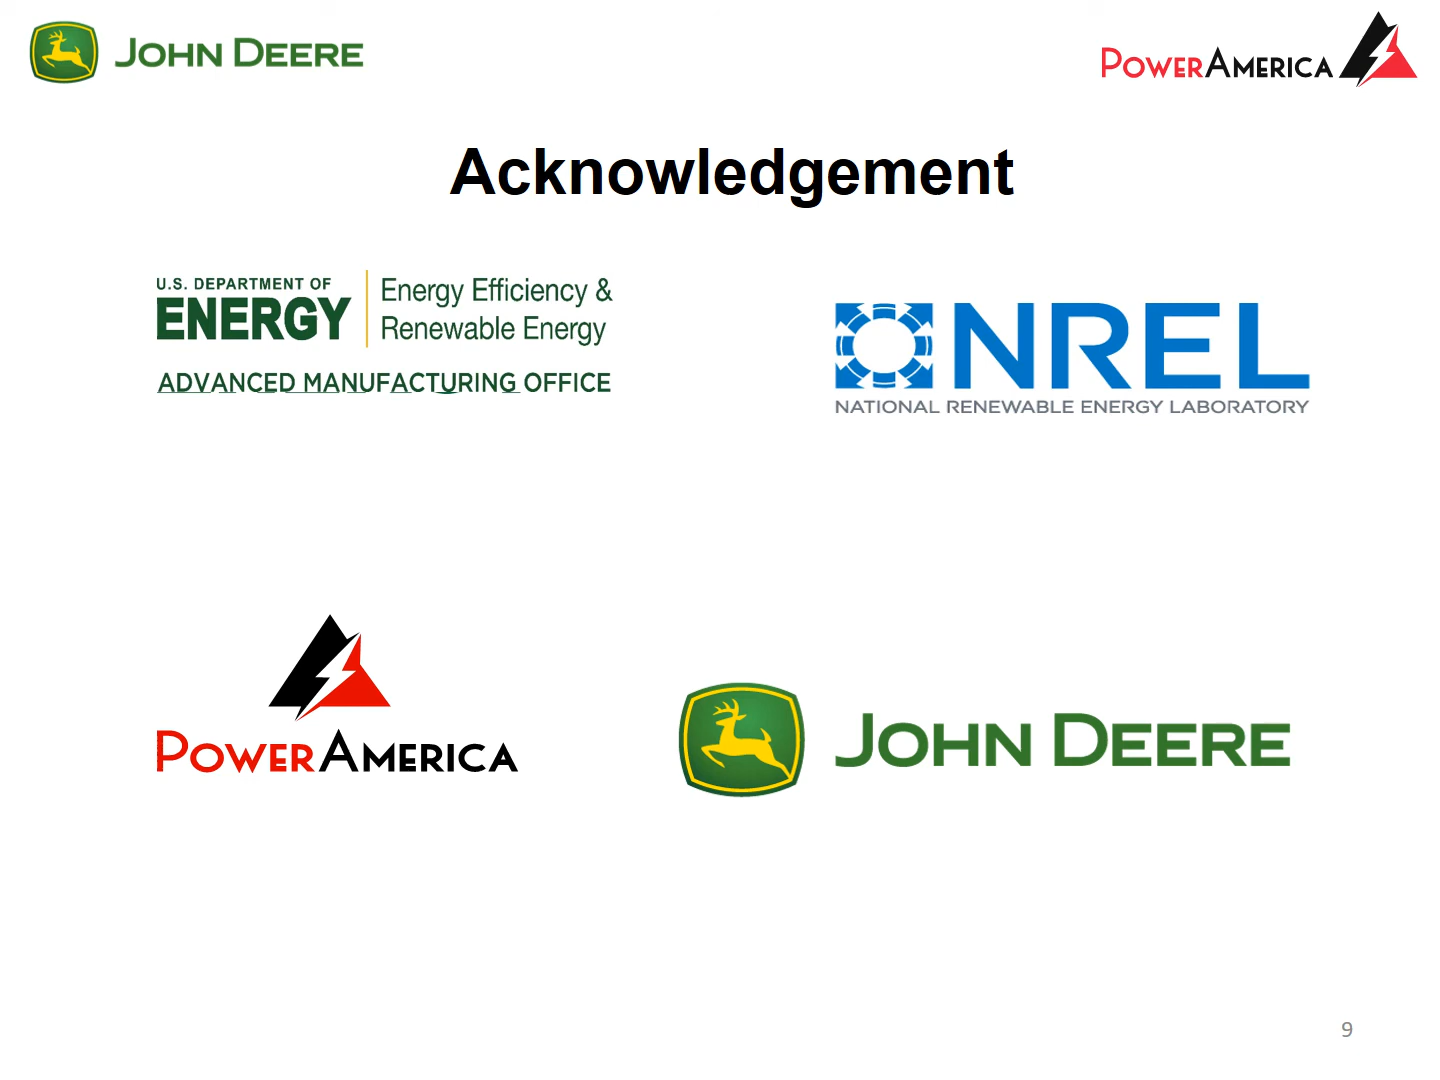 JOHN DEERE
POWERAMERICA
Acknowledgement
U.S. DEPARTMENT OF
ENERGY
Energy Efficiency &
Renewable Energy
ADVANCED MANUFACTURING OFFICE
NREL
NATIONAL RENEWABLE ENERGY LABORATORY
POWERAMERICA
JOHN DEERE
9